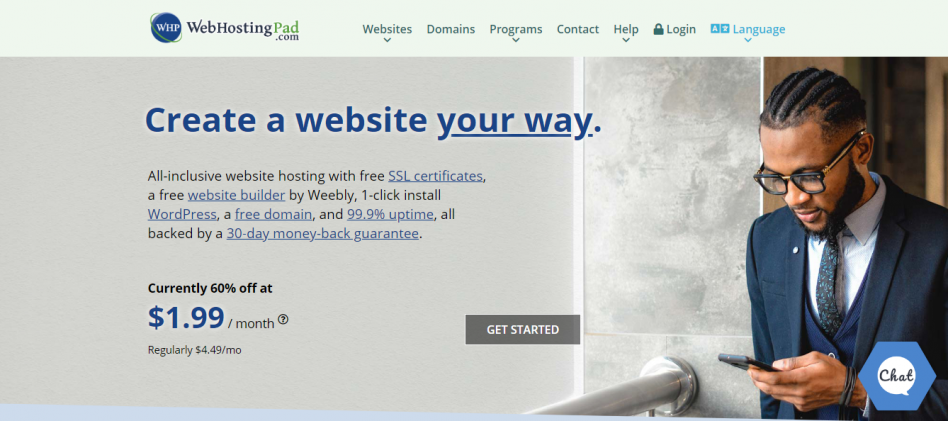 WHP WebHostingPad
.com
Websites Domains Programs Contact Help Login Language
Create a website your way.
All-inclusive website hosting with free SSL certificates,
a free website builder by Weebly, 1-click install
WordPress, a free domain, and 99.9% uptime, all
backed by a 30-day money-back guarantee.
Currently 60% off at
$1.99 / month ?
GET STARTED
Regularly $4.49/mo
Chat